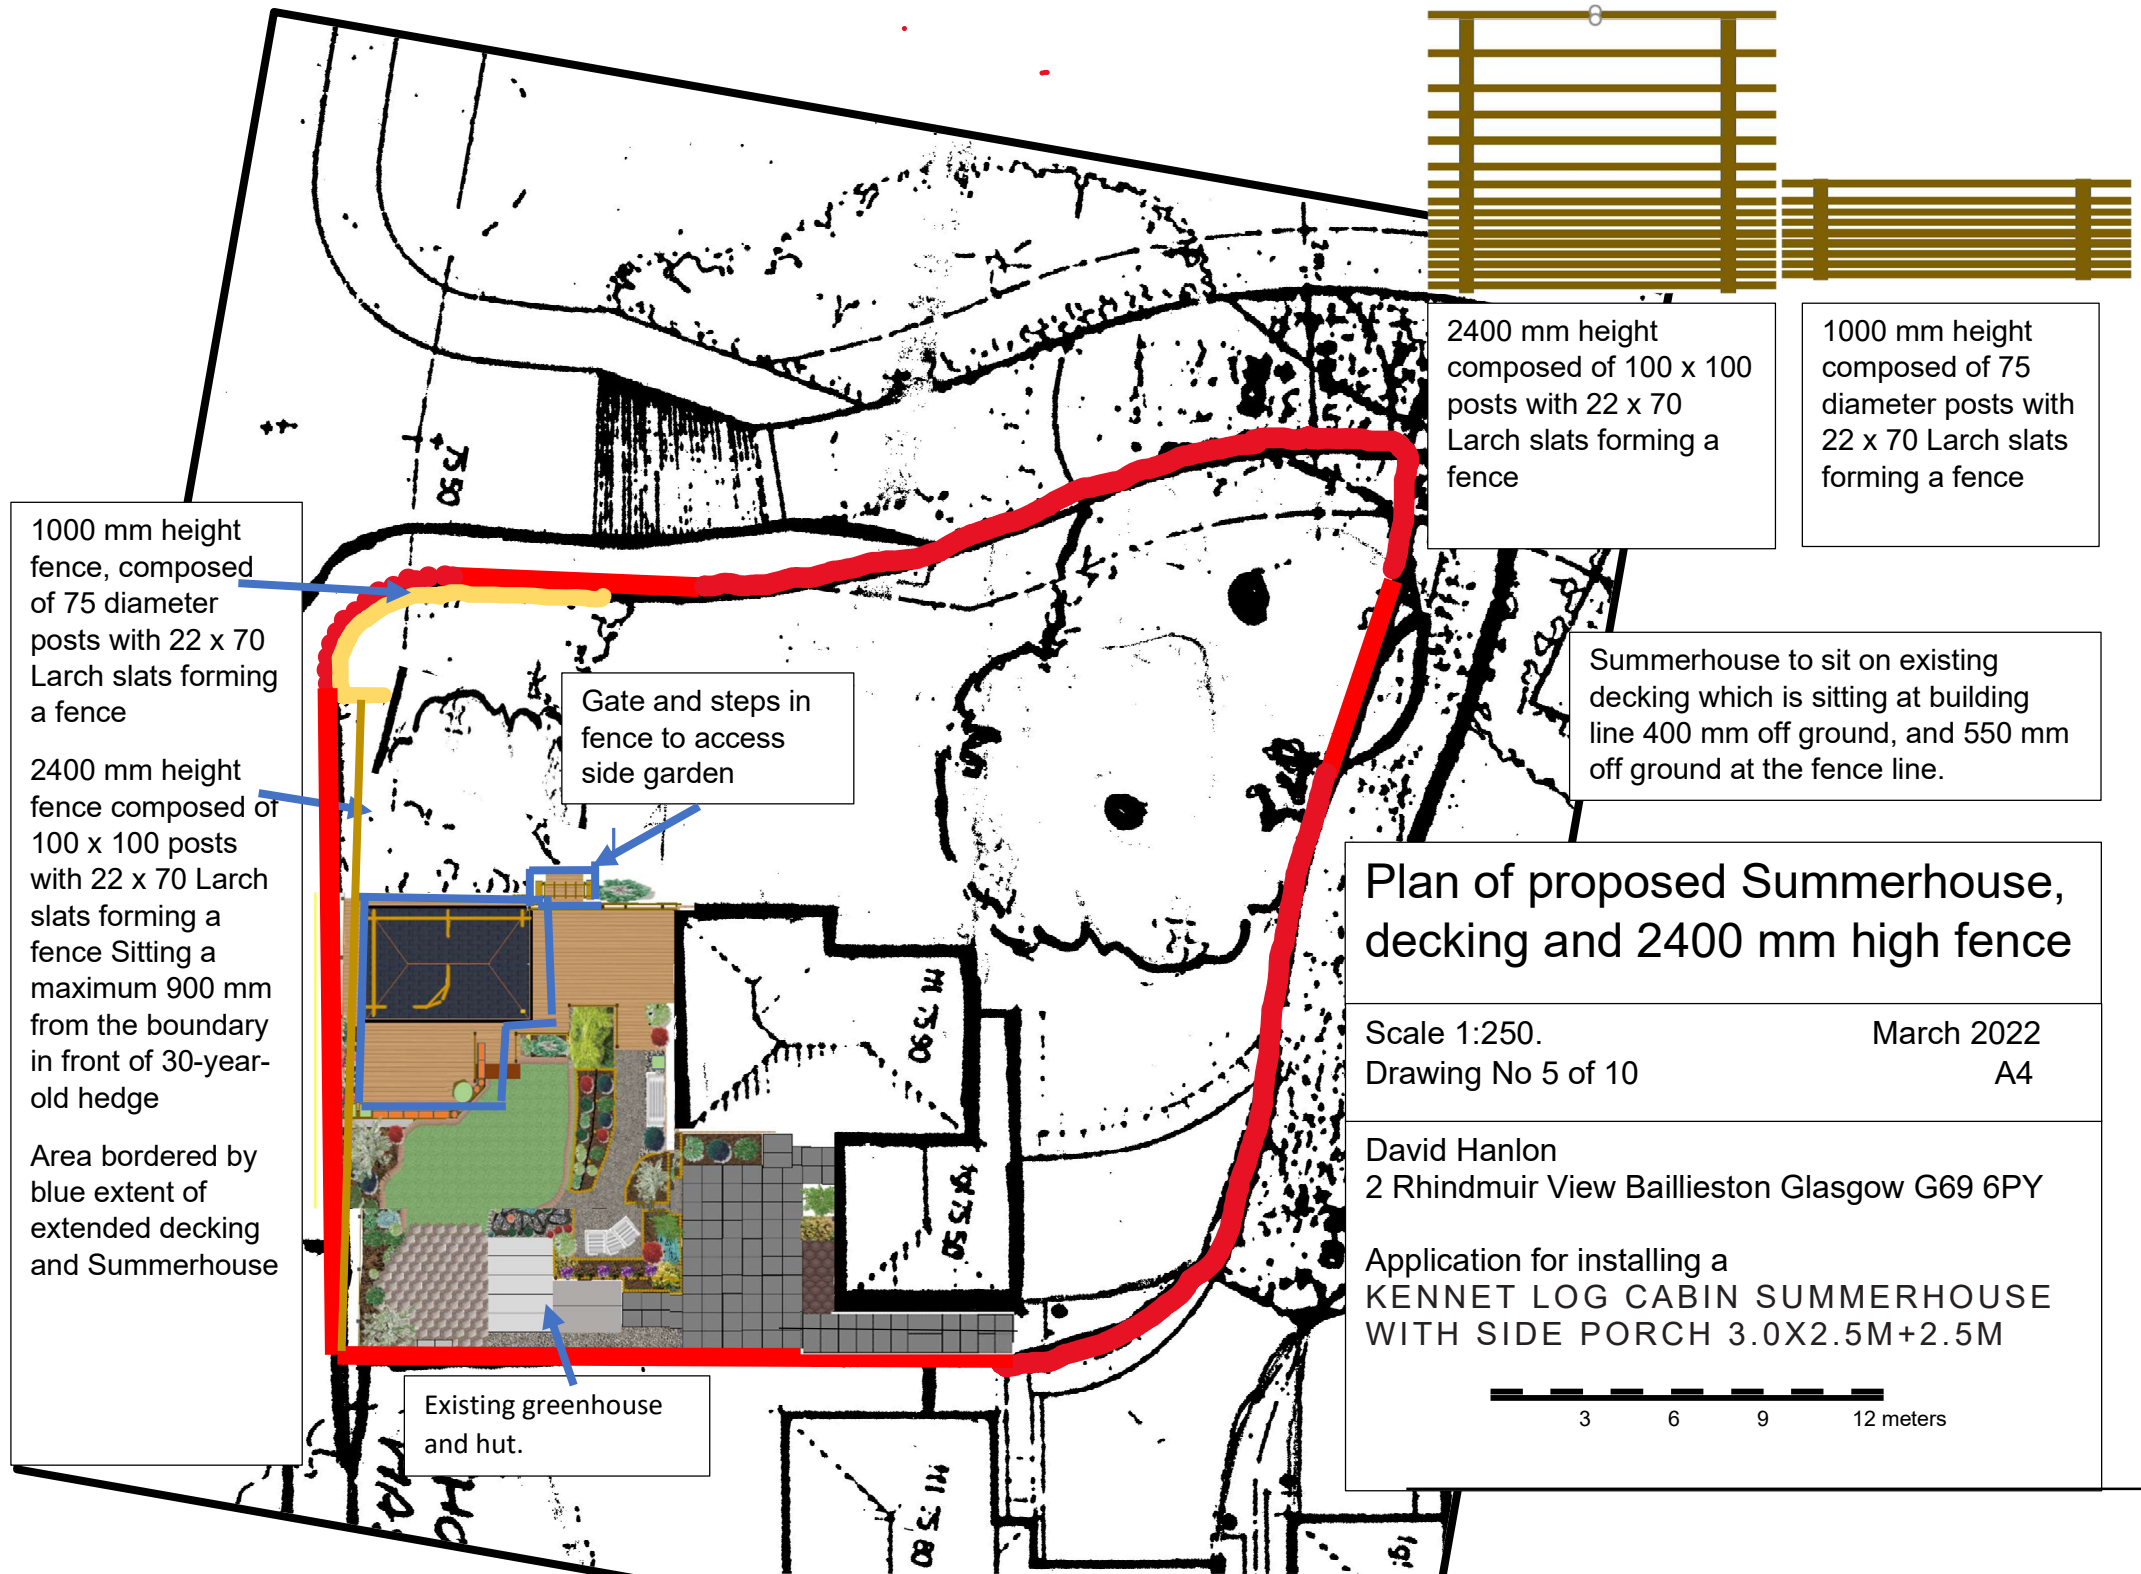 2400 mm height
composed of 100 x 100
posts with 22 x 70
Larch slats forming a
fence
1000 mm height
composed of 75
diameter posts with
22 x 70 Larch slats
forming a fence
1000 mm height
fence, composed
of 75 diameter
posts with 22 x 70
Larch slats forming
a fence
2400 mm height
fence composed of
100 x 100 posts
with 22 x 70 Larch
slats forming a
fence Sitting a
maximum 900 mm
from the boundary
in front of 30-year-
old hedge
Area bordered by
blue extent of
extended decking
and Summerhouse
75 50
Gate and steps in
fence to access
side garden
Summerhouse to sit on existing
decking which is sitting at building
line 400 mm off ground, and 550 mm
off ground at the fence line.
75 90
75 50
75 80
Existing greenhouse
and hut.
Plan of proposed Summerhouse,
decking and 2400 mm high fence
Scale 1:250. March 2022
Drawing No 5 of 10 A4
David Hanlon
2 Rhindmuir View Baillieston Glasgow G69 6PY
Application for installing a
KENNET LOG CABIN SUMMERHOUSE
WITH SIDE PORCH 3.0X2.5M+2.5M
3 6 9 12 meters